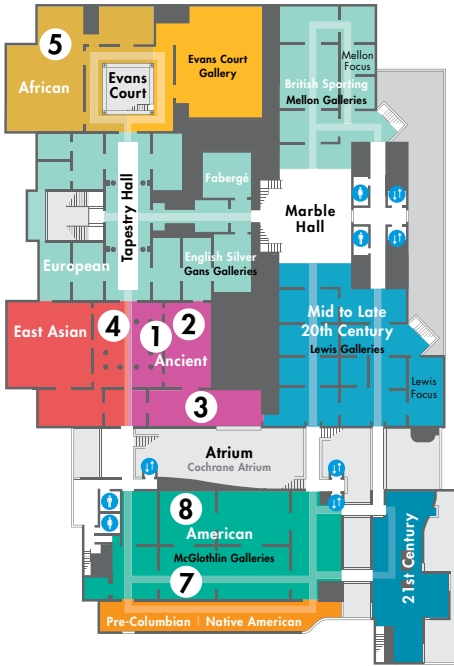 5
African
Evans
Court
Evans Court
Gallery
Mellon
Focus
British Sporting
Mellon Galleries
Tapestry Hall
Fabergé
Marble
Hall
European
English Silver
Gans Galleries
East Asian
4
1
2
Ancient
3
Mid to Late
20th Century
Lewis Galleries
Lewis
Focus
Atrium
Cochrane Atrium
8
American
McGlothlin Galleries
7
21st Century
Pre-Columbian | Native American